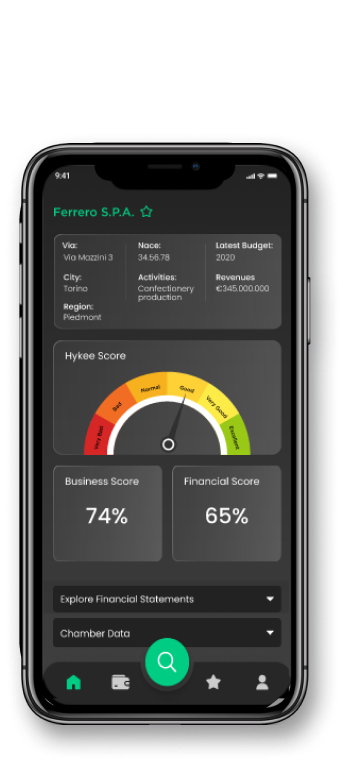 9:41
Ferrero S.P.A.
Via:
Via Mazzini 3
Nace:
34.56.78
Latest Budget:
2020
City:
Torino
Activities:
Confectionery
production
Revenues
€345.000.000
Region:
Piedmont
Hykee Score
Very Bad
Bad
Normal
Good
Very Good
Excellent
Business Score
74%
Financial Score
65%
Explore Financial Statements
Chamber Data